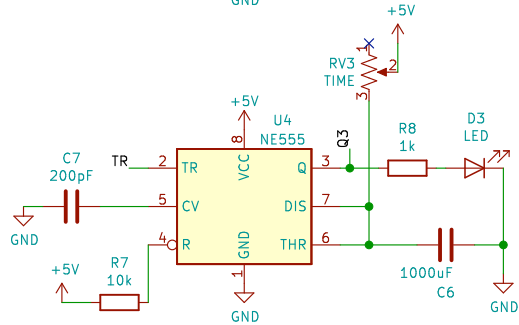 GND
+5V
1
RV3
2
TIME
3
+5V
U4
NE555
8
VCC
Q3
R8
1k
D3
LED
C7
200pF
TR
2
TR
Q
3
5
CV
DIS
7
GND
4
R
THR
6
GND
1
+5V
R7
10k
1000uF
C6
GND
GND